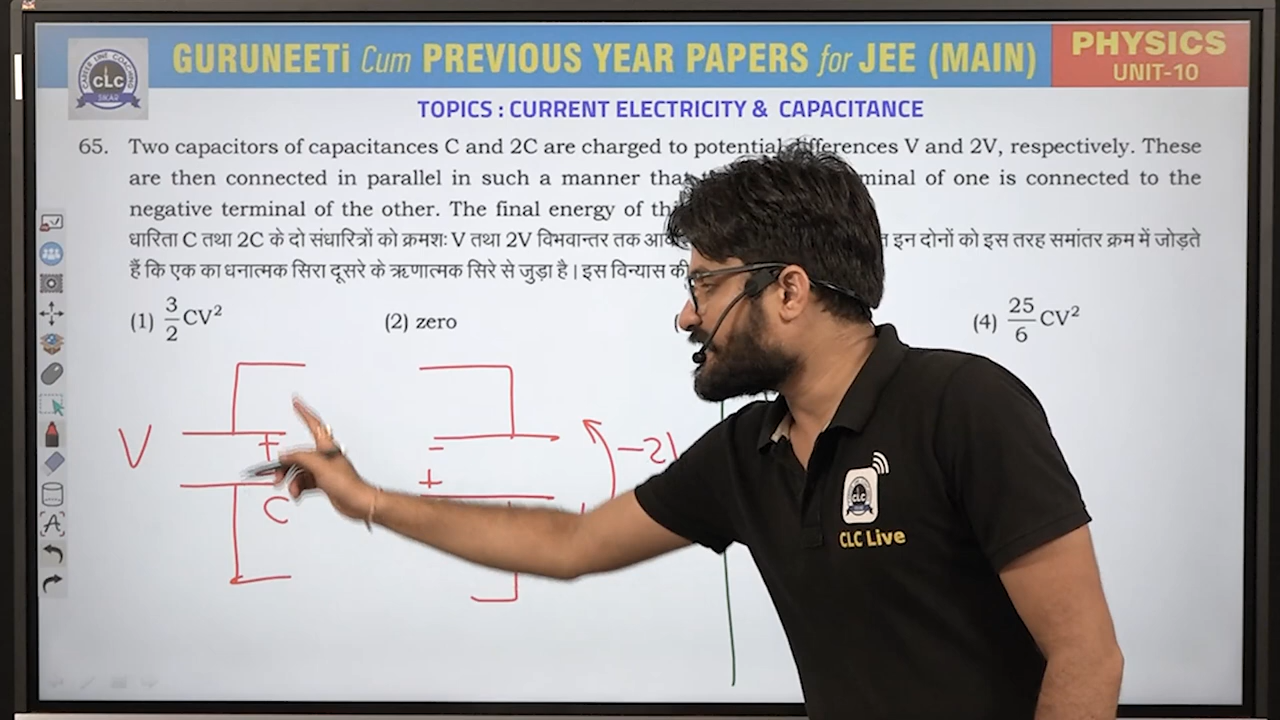 GURUNEETi Cum PREVIOUS YEAR PAPERS for JEE (MAIN)
PHYSICS
UNIT-10
CLC
SIKAR
TOPICS : CURRENT ELECTRICITY & CAPACITANCE
65. Two capacitors of capacitances C and 2C are charged to potential differences V and 2V, respectively. These
are then connected in parallel in such a manner that minal of one is connected to the
negative terminal of the other. The final energy of
धारिता C तथा 2C के दो संधारित्रों को क्रमशः V तथा 2V विभवान्तर तक इन दोनों को इस तरह समांतर क्रम में जोड़ते
हैं कि एक का धनात्मक सिरा दूसरे के ऋणात्मक सिरे से जुड़ा है। इस विन्यास की
(1) 3/2 CV²
(2) zero
(4) 25/6 CV²
V
+
C
-
+
-2V
CLC
CLC Live